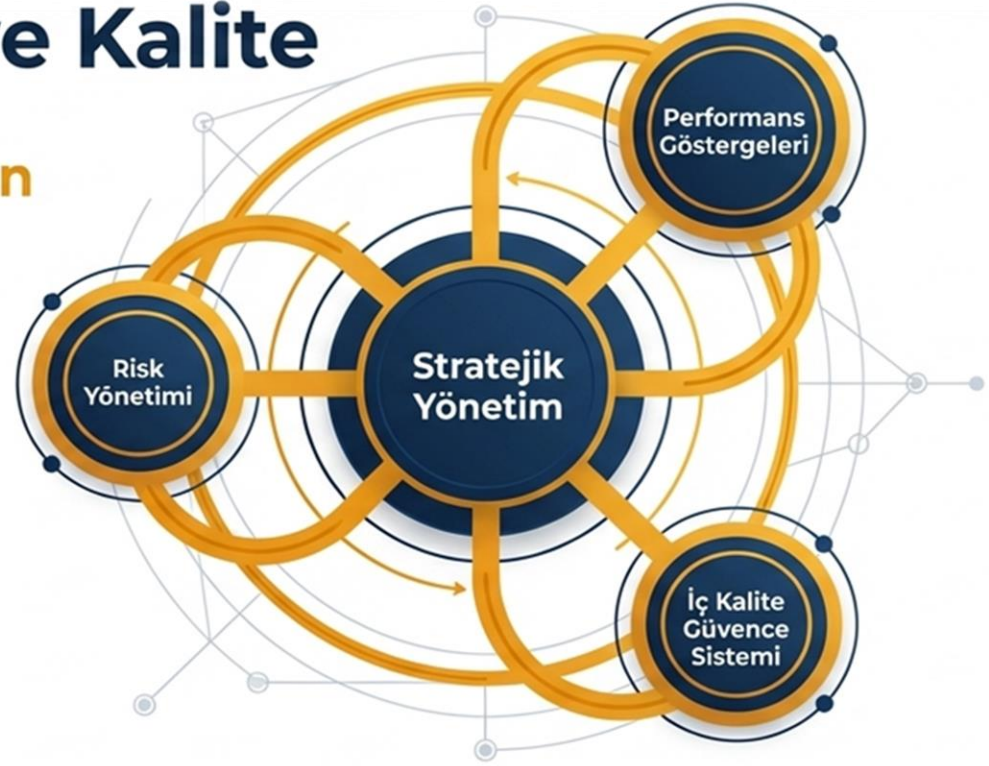 e Kalite
n
Performans
Göstergeleri
Risk
Yönetimi
Stratejik
Yönetim
İç Kalite
Güvence
Sistemi